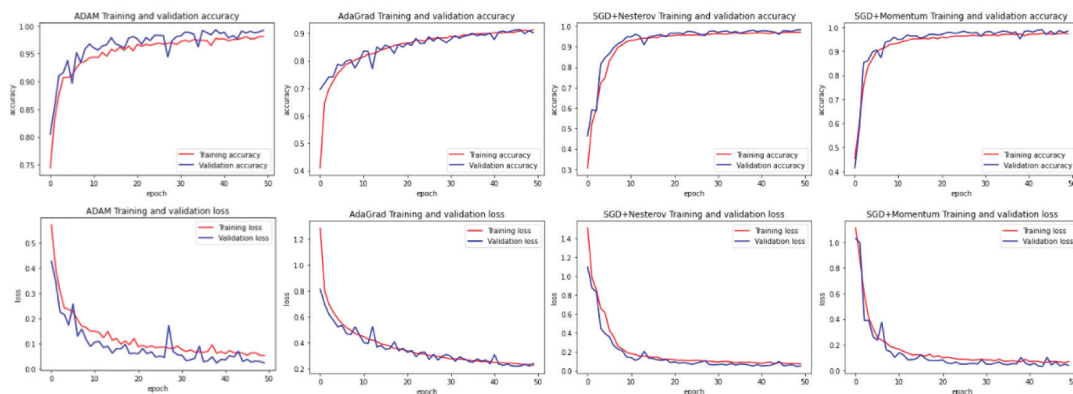 ADAM Training and validation accuracy
1.00
0.95
0.90
0.85
0.80
0.75
accuracy
Training accuracy
Validation accuracy
0 10 20 30 40 50
epoch
AdaGrad Training and validation accuracy
0.9
0.8
0.7
0.6
0.5
0.4
accuracy
Training accuracy
Validation accuracy
0 10 20 30 40 50
epoch
SGD+Nesterov Training and validation accuracy
1.0
0.9
0.8
0.7
0.6
0.5
0.4
0.3
accuracy
Training accuracy
Validation accuracy
0 10 20 30 40 50
epoch
SGD+Momentum Training and validation accuracy
1.0
0.9
0.8
0.7
0.6
0.5
0.4
accuracy
Training accuracy
Validation accuracy
0 10 20 30 40 50
epoch
ADAM Training and validation loss
0.5
0.4
0.3
0.2
0.1
0.0
loss
Training loss
Validation loss
0 10 20 30 40 50
epoch
AdaGrad Training and validation loss
1.2
1.0
0.8
0.6
0.4
0.2
loss
Training loss
Validation loss
0 10 20 30 40 50
epoch
SGD+Nesterov Training and validation loss
1.4
1.2
1.0
0.8
0.6
0.4
0.2
0.0
loss
Training loss
Validation loss
0 10 20 30 40 50
epoch
SGD+Momentum Training and validation loss
1.0
0.8
0.6
0.4
0.2
0.0
loss
Training loss
Validation loss
0 10 20 30 40 50
epoch